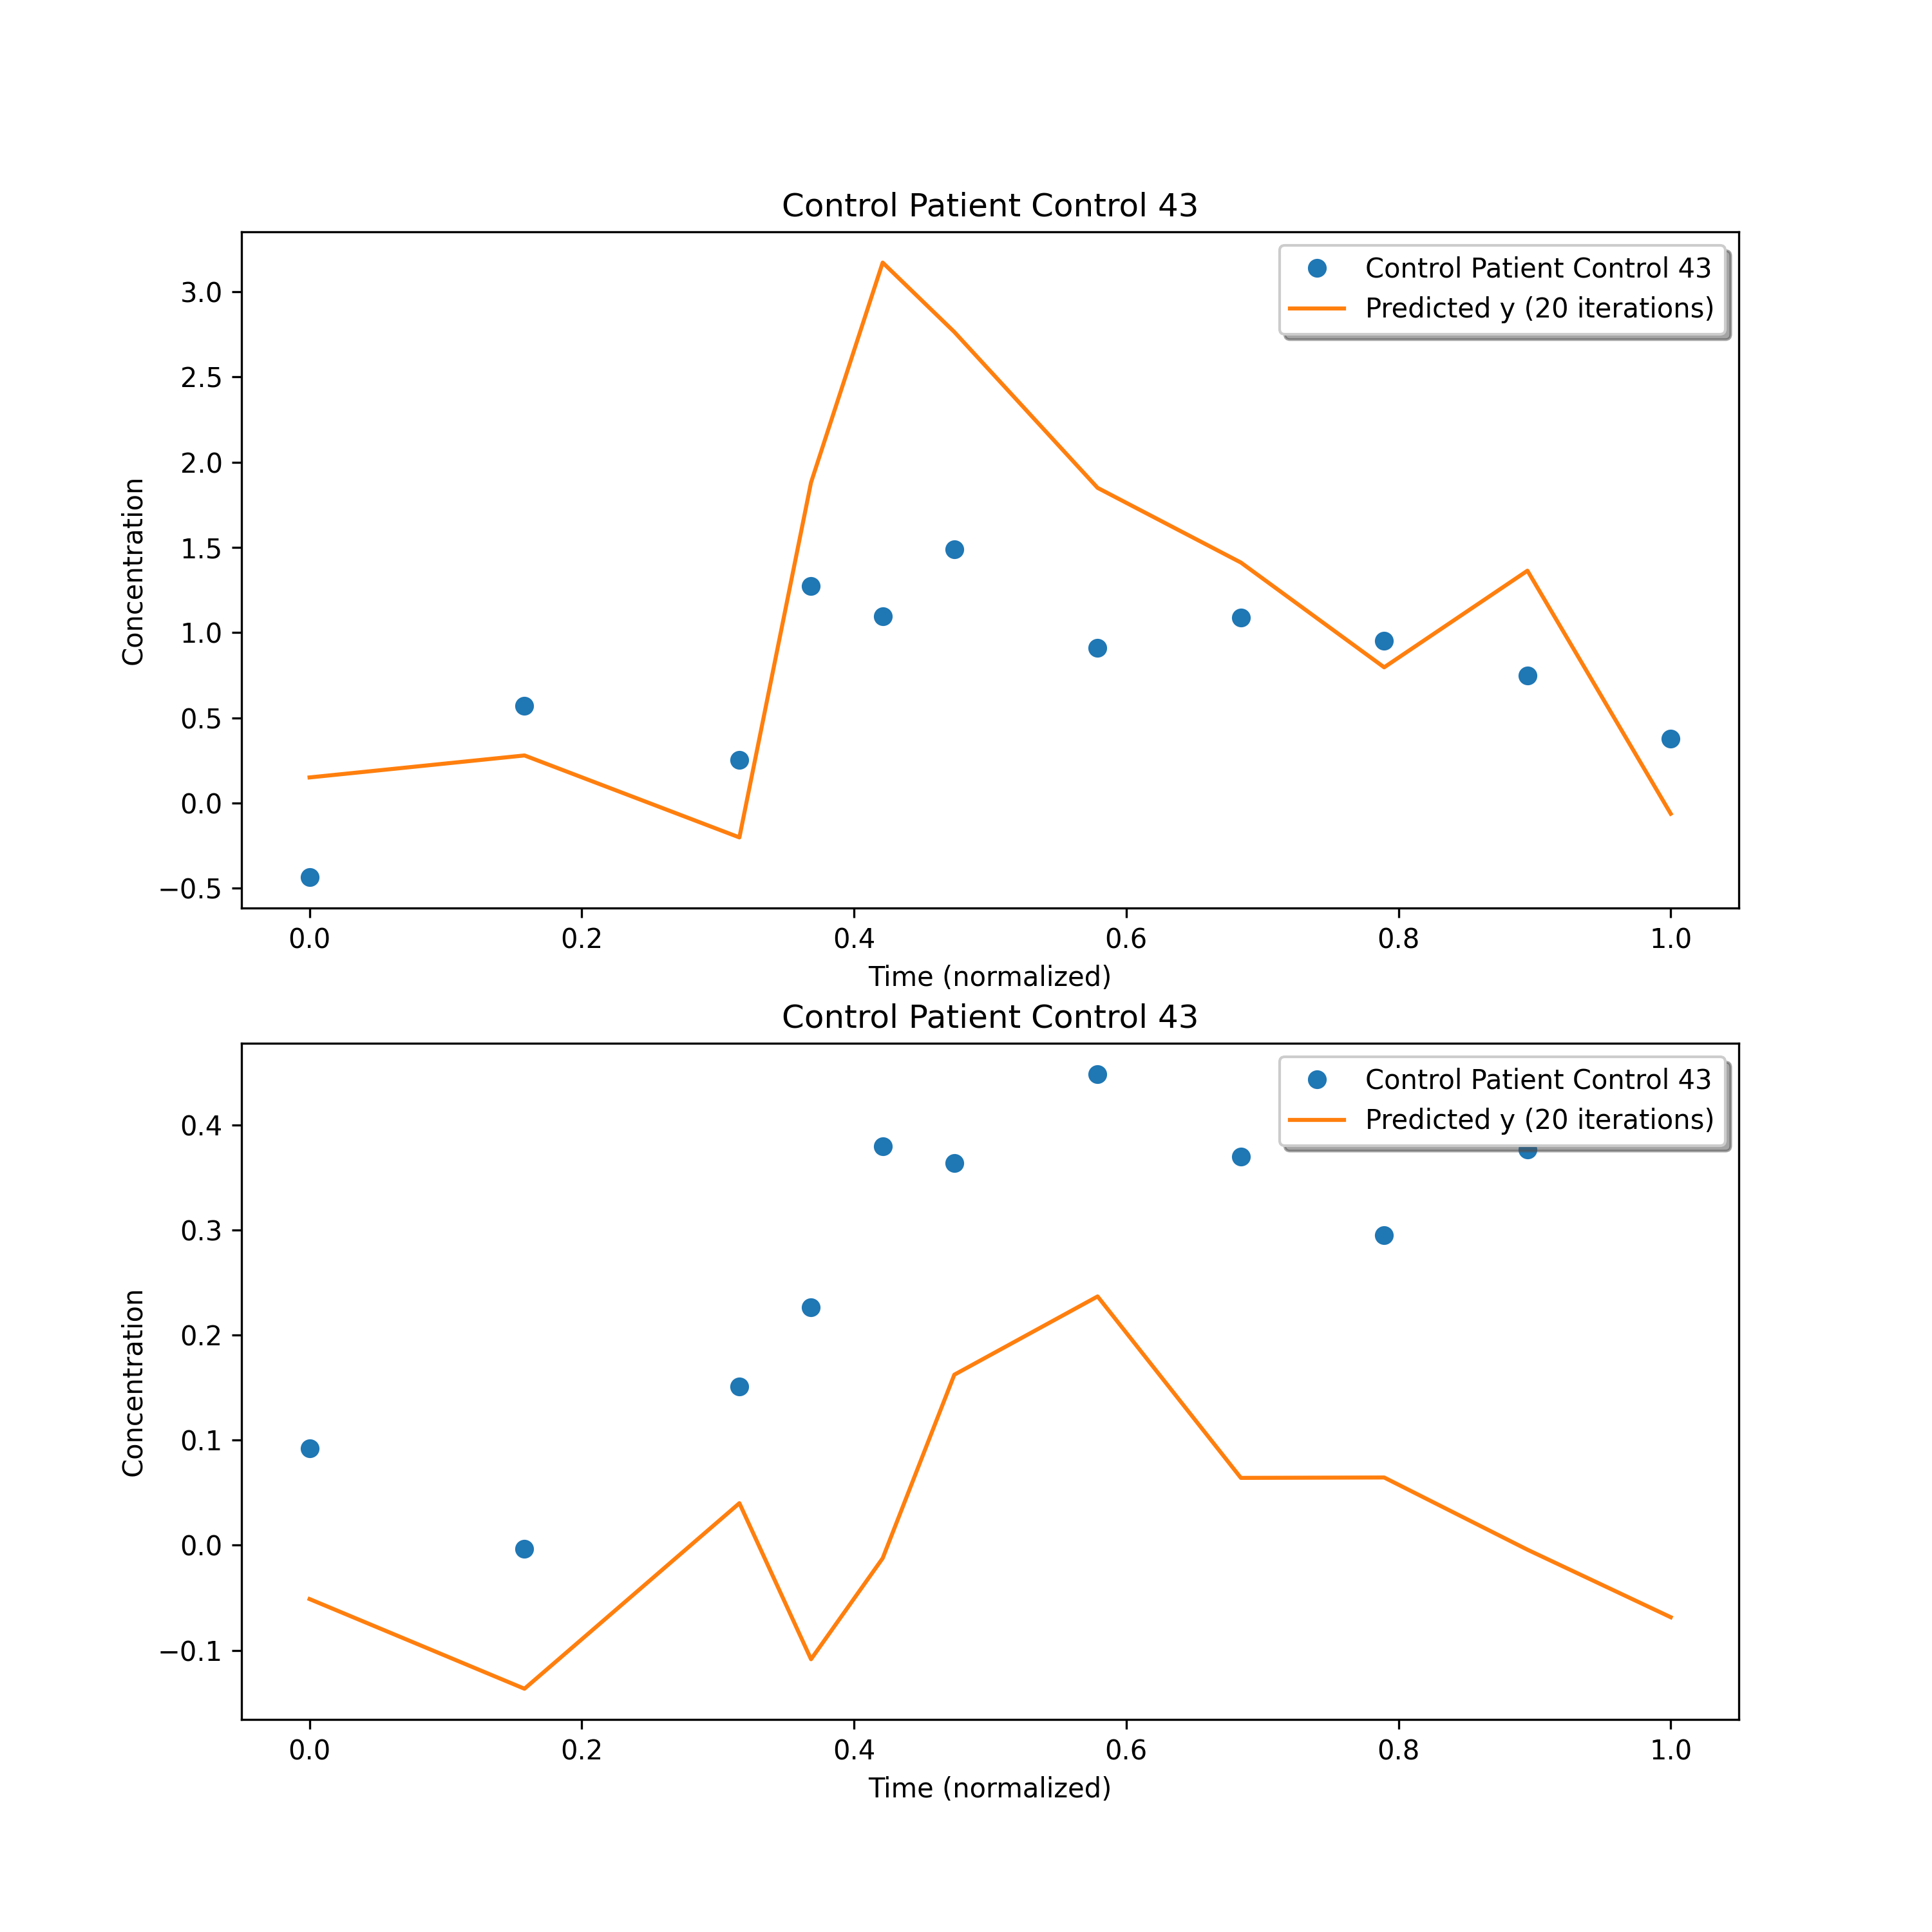 Control Patient Control 43
Control Patient Control 43
Predicted y (20 iterations)
3.0
2.5
2.0
1.5
1.0
0.5
0.0
−0.5
Concentration
0.0 0.2 0.4 0.6 0.8 1.0
Time (normalized)
Control Patient Control 43
Control Patient Control 43
Predicted y (20 iterations)
0.4
0.3
0.2
0.1
0.0
−0.1
Concentration
0.0 0.2 0.4 0.6 0.8 1.0
Time (normalized)